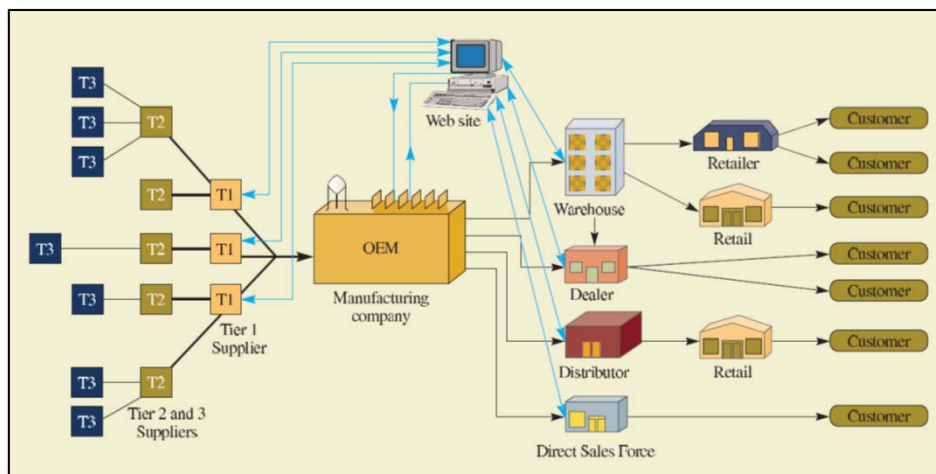 T3
T3
T3
T2
T2
T1
T3
T2
T1
T3
T2
T1
Tier 1
Supplier
T3
T2
T3
Tier 2 and 3
Suppliers
Web site
OEM
Manufacturing
company
Warehouse
Retailer
Retail
Dealer
Distributor
Retail
Direct Sales Force
Customer
Customer
Customer
Customer
Customer
Customer
Customer